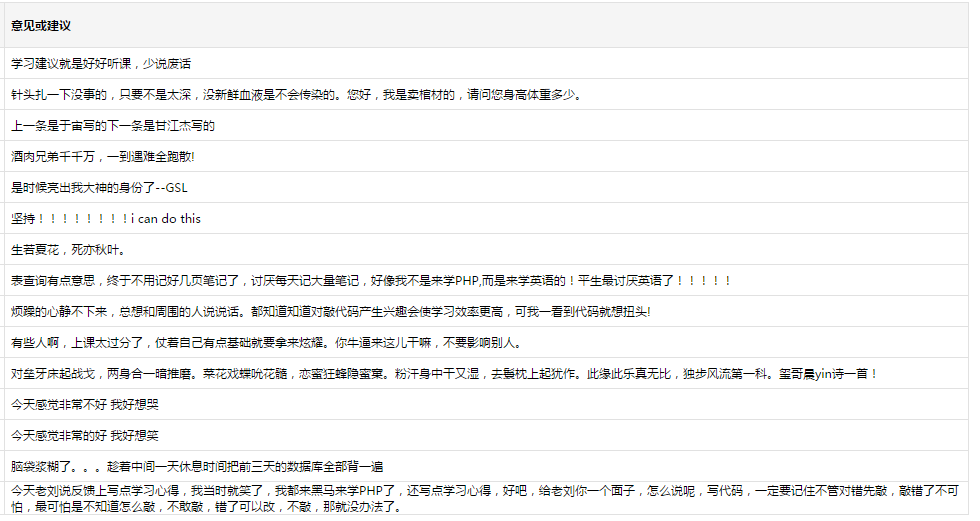 意见或建议
学习建议就是好好听课，少说废话
针头扎一下没事的，只要不是太深，没新鲜血液是不会传染的。您好，我是卖棺材的，请问您身高体重多少。
上一条是于宙写的下一条是甘江杰写的
酒肉兄弟千千万，一到遇难全跑散!
是时候亮出我大神的身份了--GSL
坚持！！！！！！！！i can do this
生若夏花，死亦秋叶。
表查询有点意思，终于不用记好几页笔记了，讨厌每天记大量笔记，好像我不是来学PHP,而是来学英语的！平生最讨厌英语了！！！！！
烦躁的心静不下来，总想和周围的人说说话。都知道知道对敲代码产生兴趣会使学习效率更高，可我一看到代码就想扭头!
有些人啊，上课太过分了，仗着自己有点基础就要拿来炫耀。你牛逼来这儿干嘛，不要影响别人。
对垒牙床起战戈，两身合一暗推磨。菜花戏蝶吮花髓，恋蜜狂蜂隐蜜窠。粉汗身中干又湿，去鬟枕上起犹作。此缘此乐真无比，独步风流第一科。玺哥晨yin诗一首！
今天感觉非常不好 我好想哭
今天感觉非常的好 我好想笑
脑袋浆糊了。。。趁着中间一天休息时间把前三天的数据库全部背一遍
今天老刘说反馈上写点学习心得，我当时就笑了，我都来黑马来学PHP了，还写点学习心得，好吧，给老刘你一个面子，怎么说呢，写代码，一定要记住不管对错先敲，敲错了不可
怕，最可怕是不知道怎么敲，不敢敲，错了可以改，不敲，那就没办法了。